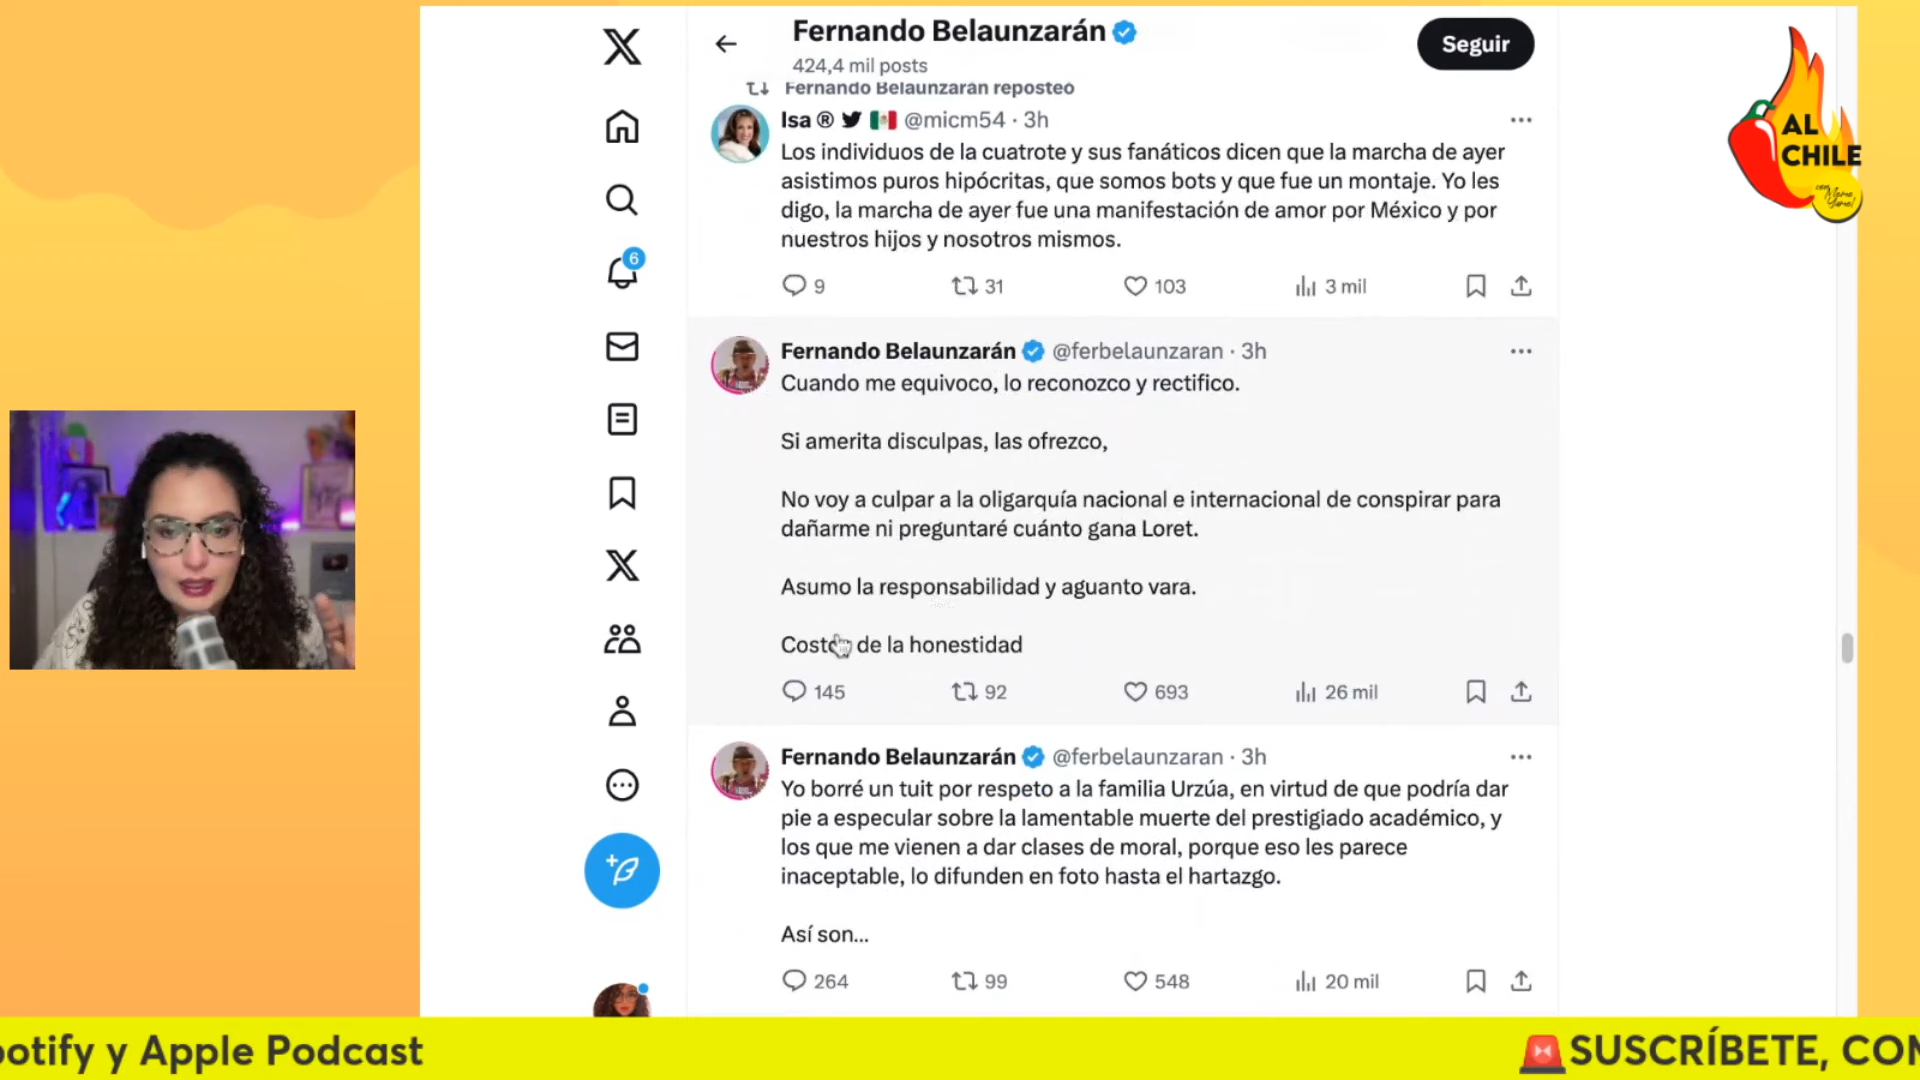 Fernando Belaunzarán
424,4 mil posts
Seguir
Fernando Belaunzarán reposteó
Isa ® @micm54 · 3h
Los individuos de la cuatrote y sus fanáticos dicen que la marcha de ayer
asistimos puros hipócritas, que somos bots y que fue un montaje. Yo les
digo, la marcha de ayer fue una manifestación de amor por México y por
nuestros hijos y nosotros mismos.
9 31 103 3 mil
Fernando Belaunzarán @ferbelaunzaran · 3h
Cuando me equivoco, lo reconozco y rectifico.
Si amerita disculpas, las ofrezco,
No voy a culpar a la oligarquía nacional e internacional de conspirar para
dañarme ni preguntaré cuánto gana Loret.
Asumo la responsabilidad y aguanto vara.
de la honestidad
145 92 693 26 mil
Fernando Belaunzarán @ferbelaunzaran · 3h
Yo borré un tuit por respeto a la familia Urzúa, en virtud de que podría dar
pie a especular sobre la lamentable muerte del prestigiado académico, y
los que me vienen a dar clases de moral, porque eso les parece
inaceptable, lo difunden en foto hasta el hartazgo.
Así son...
264 99 548 20 mil
6
AL
CHILE
con
otify y Apple Podcast
SUSCRÍBETE, COM